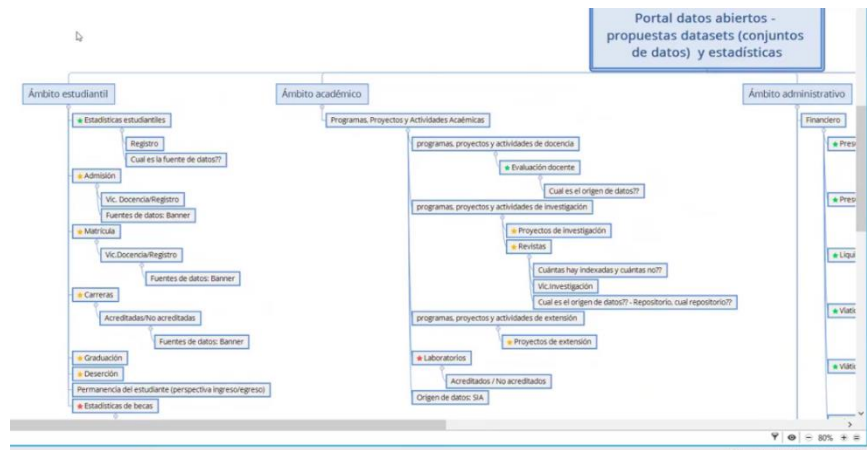 Portal datos abiertos -
propuestas datasets (conjuntos
de datos) y estadísticas
Ámbito estudiantil
Estadísticas estudiantiles
Registro
Cual es la fuente de datos??
Admisión
Vic. Docencia/Registro
Fuentes de datos: Banner
Matrícula
Vic.Docencia/Registro
Fuentes de datos: Banner
Carreras
Acreditadas/No acreditadas
Fuentes de datos: Banner
Graduación
Deserción
Permanencia del estudiante (perspectiva ingreso/egreso)
Estadísticas de becas
Ámbito académico
Programas, Proyectos y Actividades Acaémicas
programas, proyectos y actividades de docencia
Evaluación docente
Cual es el origen de datos??
programas, proyectos y actividades de investigación
Proyectos de investigación
Revistas
Cuántas hay indexadas y cuántas no??
Vic.Investigación
Cual es el origen de datos?? - Repositorio, cual repositorio??
programas, proyectos y actividades de extensión
Proyectos de extensión
Laboratorios
Acreditados / No acreditados
Origen de datos: SIA
Ámbito administrativo
Financiero
Presu
Presu
Liqui
Viatic
Viátic
80%